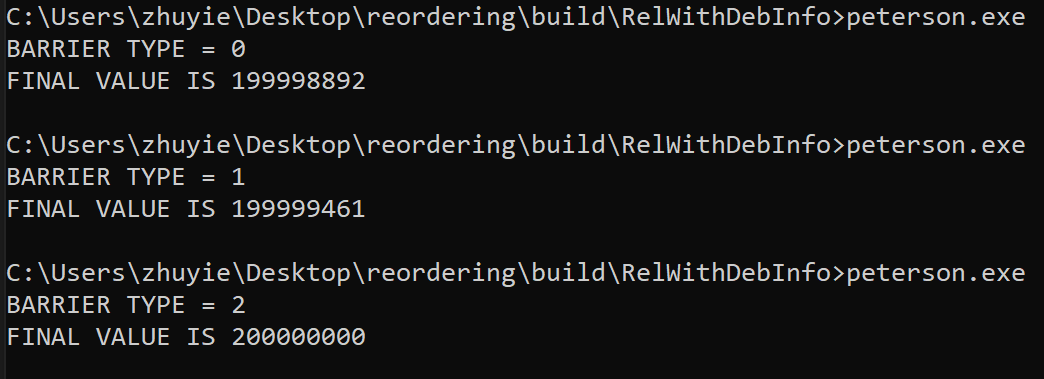 C:\Users\zhuyie\Desktop\reordering\build\RelWithDebInfo>peterson.exe
BARRIER TYPE = 0
FINAL VALUE IS 199998892
C:\Users\zhuyie\Desktop\reordering\build\RelWithDebInfo>peterson.exe
BARRIER TYPE = 1
FINAL VALUE IS 199999461
C:\Users\zhuyie\Desktop\reordering\build\RelWithDebInfo>peterson.exe
BARRIER TYPE = 2
FINAL VALUE IS 200000000